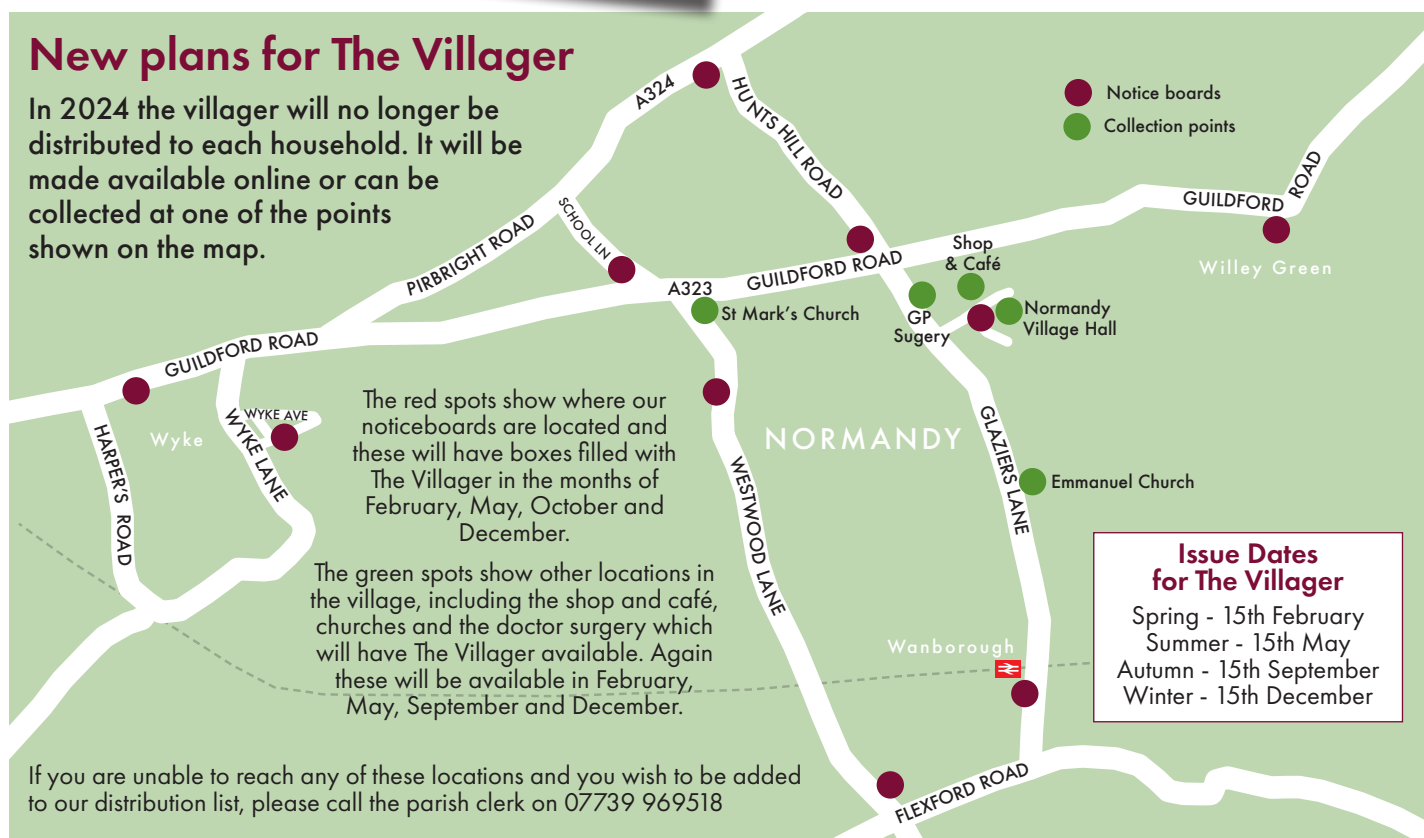 New plans for The Villager
In 2024 the villager will no longer be
distributed to each household. It will be
made available online or can be
collected at one of the points
shown on the map.
Notice boards
Collection points
A324
HUNTS HILL ROAD
GUILDFORD ROAD
Willey Green
SCHOOL LN
PIRBRIGHT ROAD
A323
GUILDFORD ROAD
Shop
& Café
GP
Sugery
Normandy
Village Hall
St Mark's Church
GUILDFORD ROAD
HARPER'S ROAD
Wyke
WYKE AVE
WYKE LANE
The red spots show where our
noticeboards are located and
these will have boxes filled with
The Villager in the months of
February, May, October and
December.
The green spots show other locations in
the village, including the shop and café,
churches and the doctor surgery which
will have The Villager available. Again
these will be available in February,
May, September and December.
NORMANDY
WESTWOOD LANE
GLAZIERS LANE
Emmanuel Church
Wanborough
Issue Dates
for The Villager
Spring - 15th February
Summer - 15th May
Autumn - 15th September
Winter - 15th December
FLEXFORD ROAD
If you are unable to reach any of these locations and you wish to be added
to our distribution list, please call the parish clerk on 07739 969518